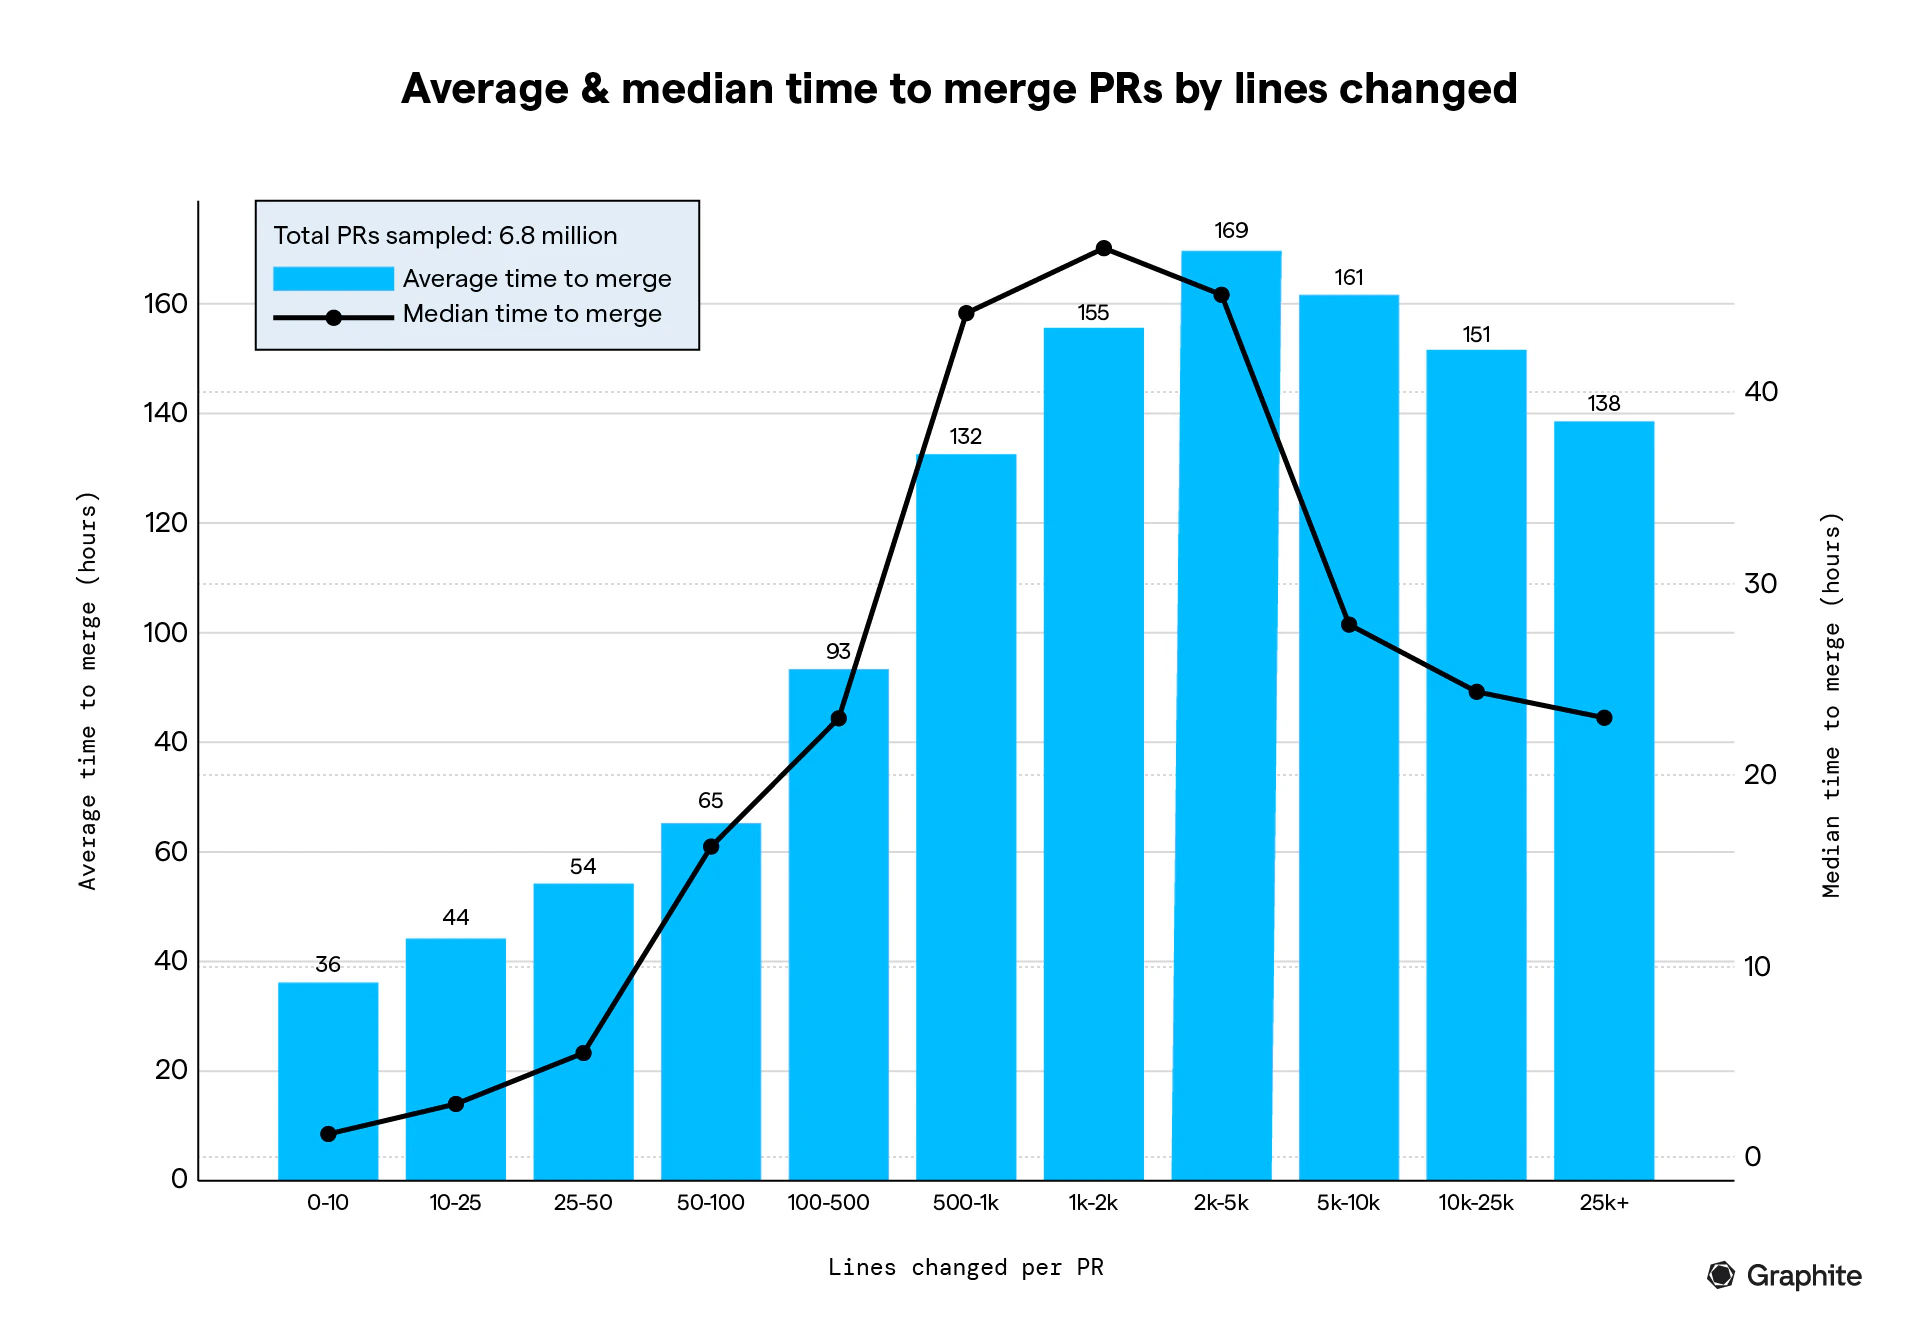 Average & median time to merge PRs by lines changed
Total PRs sampled: 6.8 million
Average time to merge
Median time to merge
Average time to merge (hours)
160
140
120
100
40
60
40
20
0
36
44
54
65
93
132
155
169
161
151
138
40
30
20
10
0
Median time to merge (hours)
0-10 10-25 25-50 50-100 100-500 500-1k 1k-2k 2k-5k 5k-10k 10k-25k 25k+
Lines changed per PR
Graphite